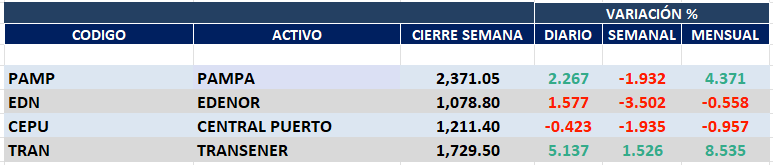 VARIACIÓN %
CODIGO ACTIVO CIERRE SEMANA DIARIO SEMANAL MENSUAL
PAMP PAMPA 2,371.05 2.267 -1.932 4.371
EDN EDENOR 1,078.80 1.577 -3.502 -0.558
CEPU CENTRAL PUERTO 1,211.40 -0.423 -1.935 -0.957
TRAN TRANSENER 1,729.50 5.137 1.526 8.535